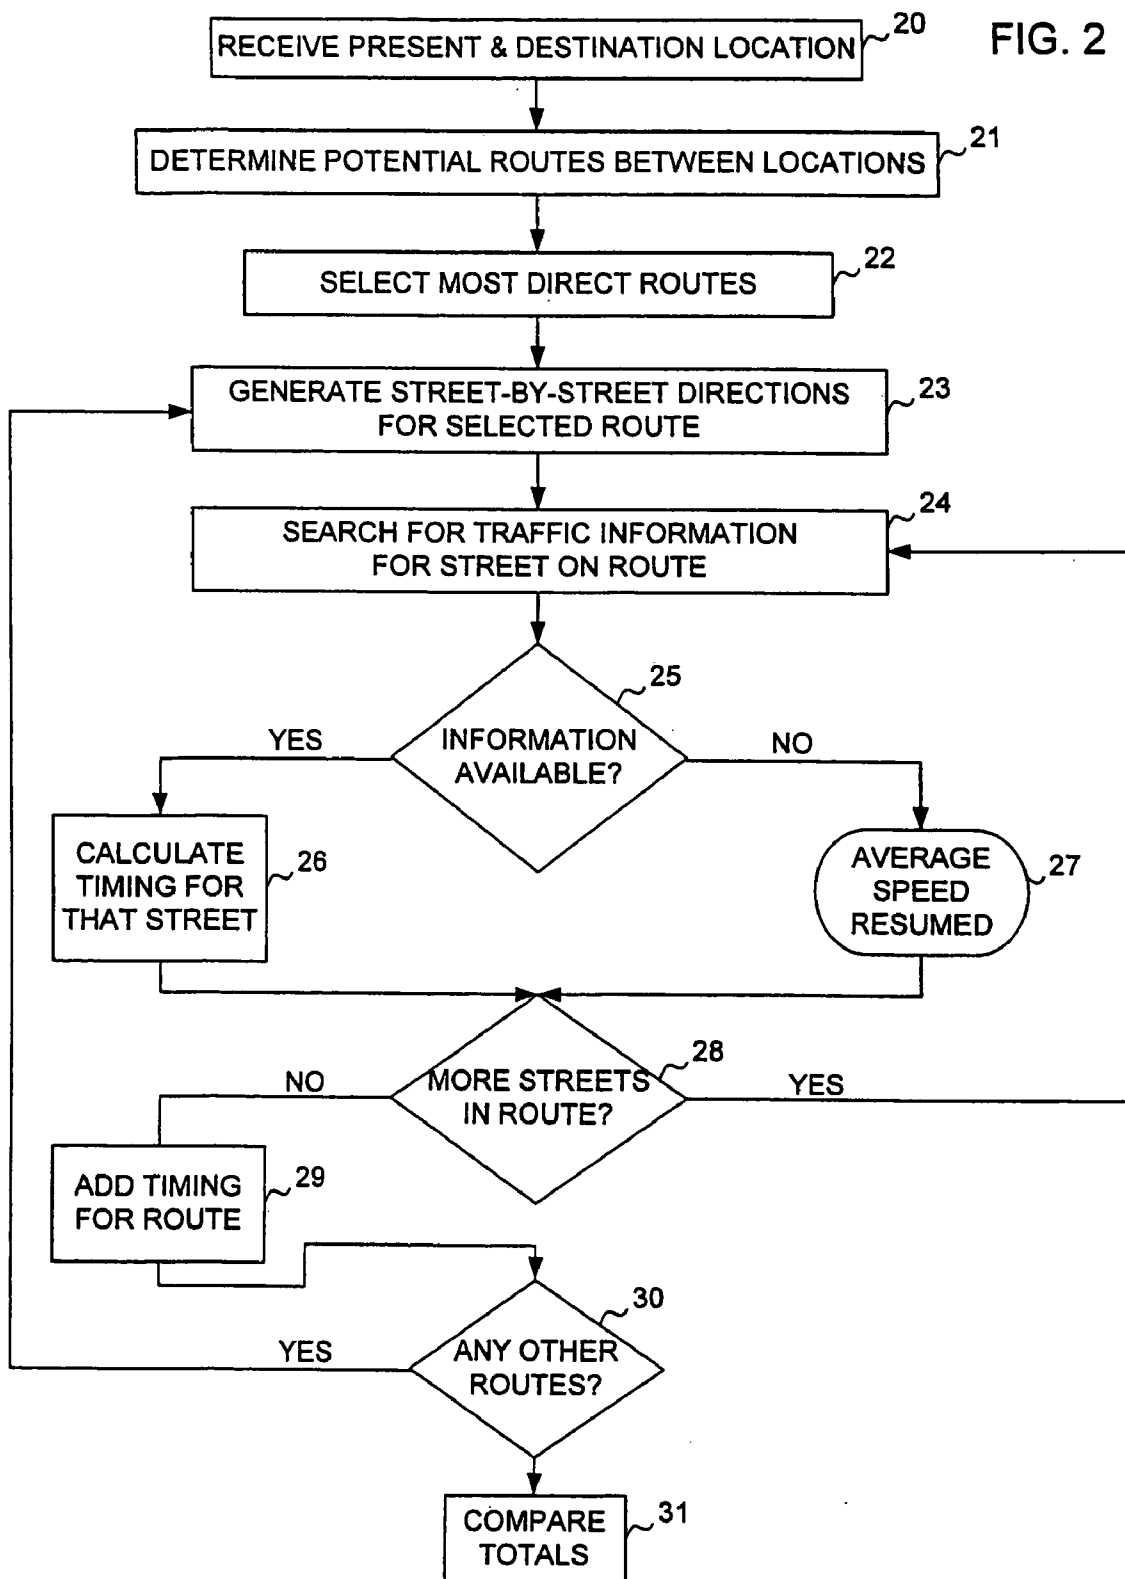 FIG. 2
RECEIVE PRESENT & DESTINATION LOCATION
20
DETERMINE POTENTIAL ROUTES BETWEEN LOCATIONS
21
SELECT MOST DIRECT ROUTES
22
GENERATE STREET-BY-STREET DIRECTIONS
FOR SELECTED ROUTE
23
SEARCH FOR TRAFFIC INFORMATION
FOR STREET ON ROUTE
24
INFORMATION
AVAILABLE?
25
YES
NO
CALCULATE
TIMING FOR
THAT STREET
26
AVERAGE
SPEED
RESUMED
27
MORE STREETS
IN ROUTE?
28
NO
YES
ADD TIMING
FOR ROUTE
29
ANY OTHER
ROUTES?
30
YES
COMPARE
TOTALS
31